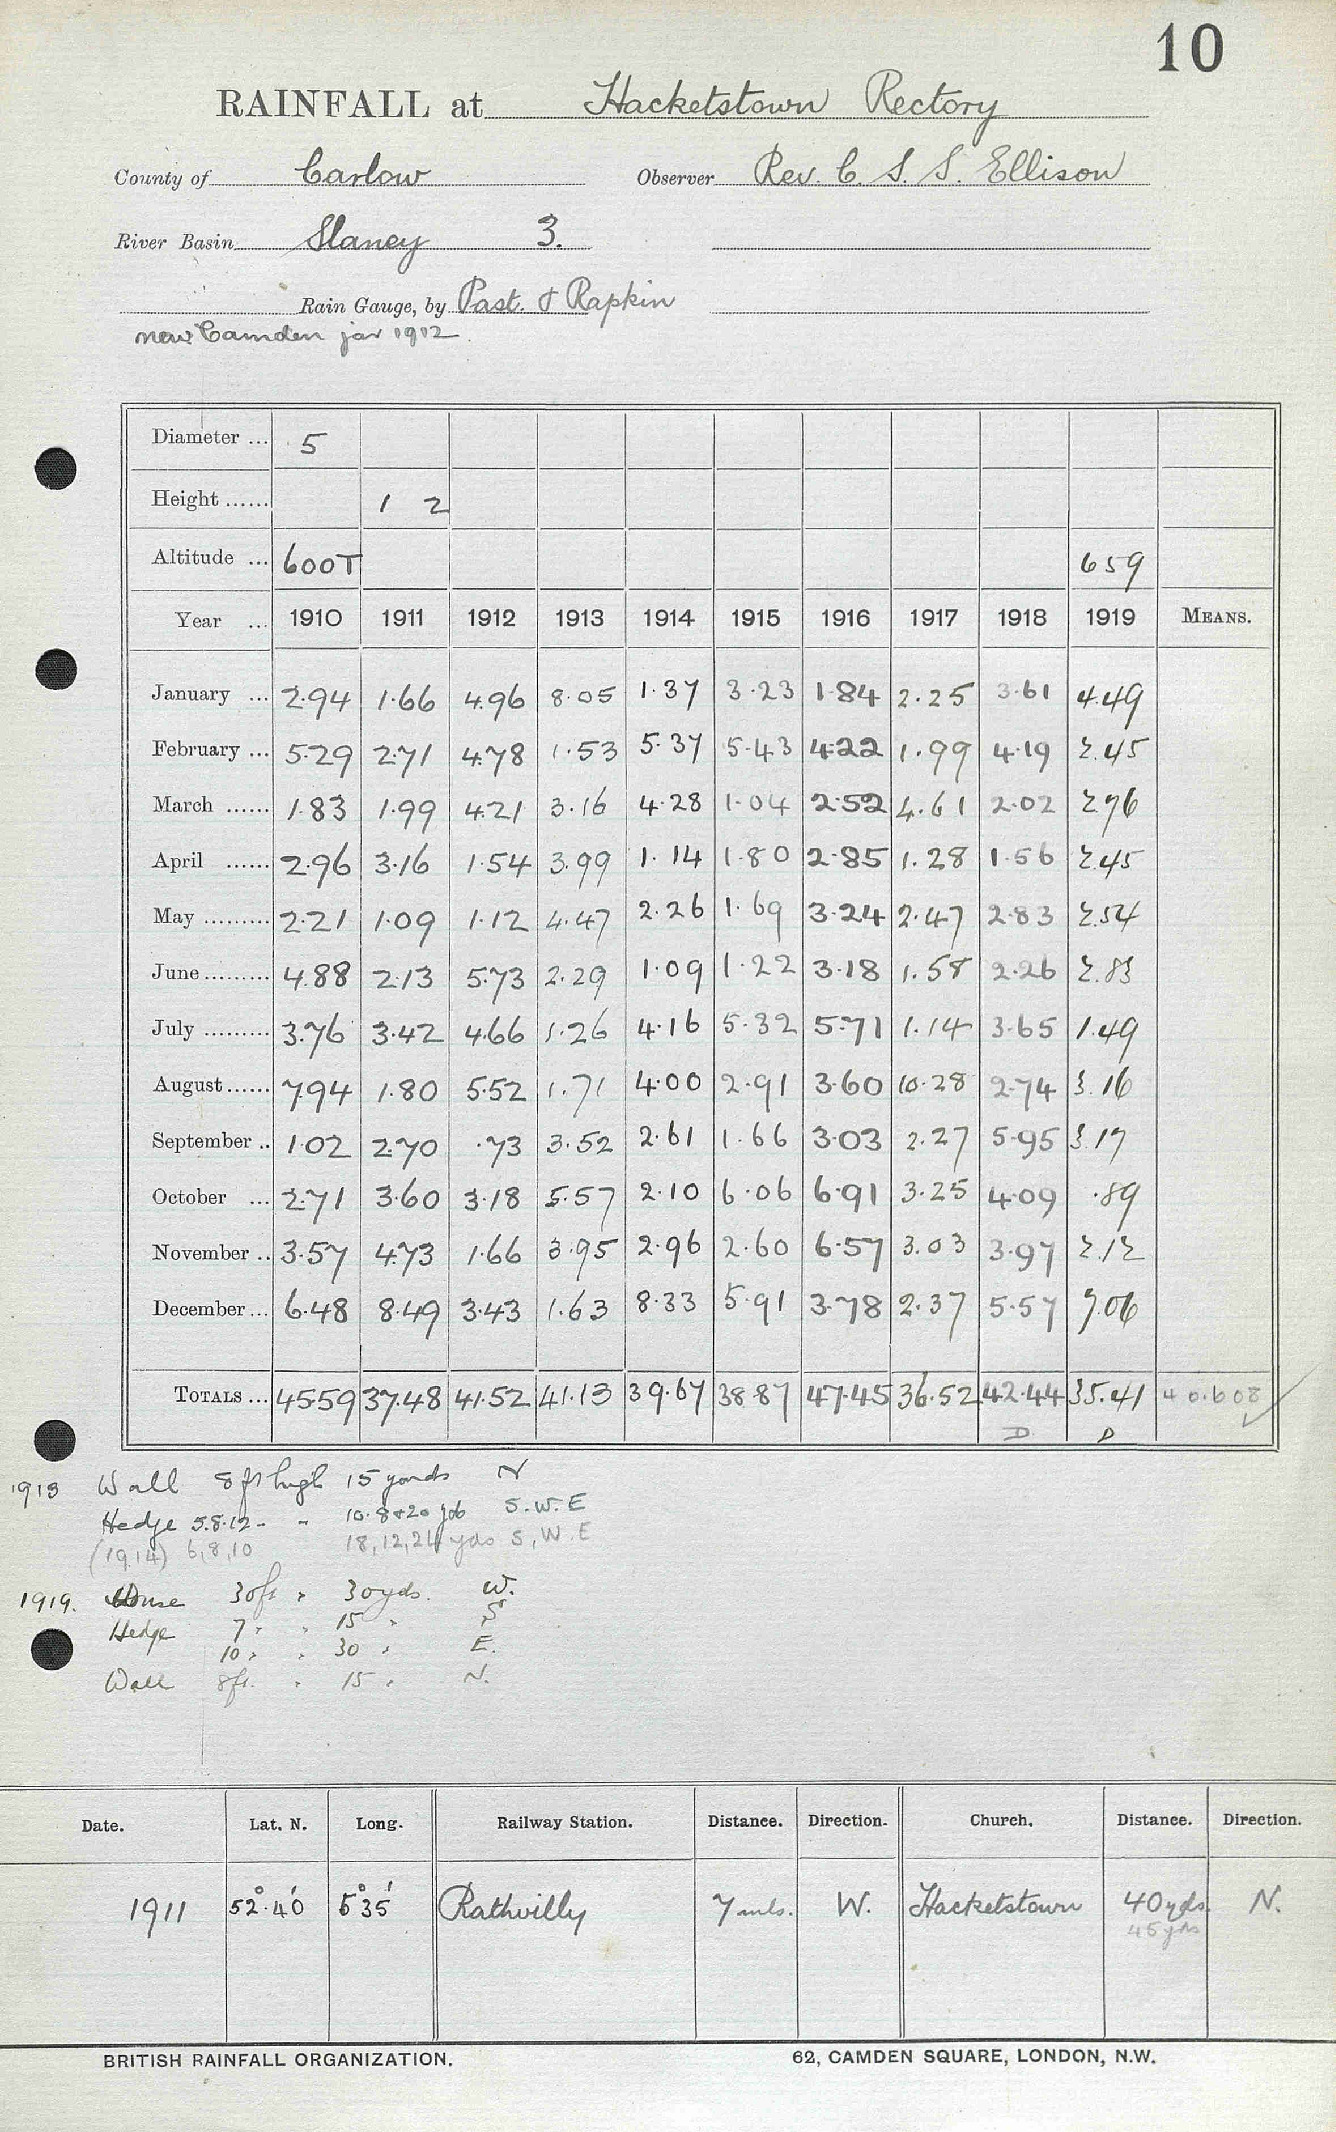 10
RAINFALL at Hacketstown Rectory
County of Carlow Observer Rev. C. S. S. Ellison
River Basin Slaney 3.
Rain Gauge, by Past. & Rapkin
new Camden jar 1912
Diameter ... 5
Height ...... 1 2
Altitude ... 600T 659
Year ... 1910 1911 1912 1913 1914 1915 1916 1917 1918 1919 MEANS.
January ... 2.94 1.66 4.96 8.05 1.37 3.23 1.84 2.25 3.61 4.49
February ... 5.29 2.71 4.78 1.53 5.37 5.43 4.22 1.99 4.19 2.45
March ...... 1.83 1.99 4.21 3.16 4.28 1.04 2.52 4.61 2.02 2.76
April ...... 2.96 3.16 1.54 3.99 1.14 1.80 2.85 1.28 1.56 2.45
May ......... 2.21 1.09 1.12 4.47 2.26 1.69 3.24 2.47 2.83 2.54
June ......... 4.88 2.13 5.73 2.29 1.09 1.22 3.18 1.58 2.26 2.83
July ......... 3.76 3.42 4.66 1.26 4.16 5.32 5.71 1.14 3.65 1.49
August ...... 7.94 1.80 5.52 1.71 4.00 2.91 3.60 10.28 2.74 3.16
September .. 1.02 2.70 .73 3.52 2.61 1.66 3.03 2.27 5.95 3.17
October ... 2.71 3.60 3.18 5.57 2.10 6.06 6.91 3.25 4.09 .89
November .. 3.57 4.73 1.66 3.95 2.96 2.60 6.57 3.03 3.97 2.12
December ... 6.48 8.49 3.43 1.63 8.33 5.91 3.78 2.37 5.57 7.06
TOTALS ... 45.59 37.48 41.52 41.13 39.67 38.87 47.45 36.52 42.44 35.41 40.608
D D
1913 Wall 8 ft high 15 yards N
Hedge 5.8.12 - " 10.8 & 20 yds S.W.E
(1914) 6,8,10 18,12,24 yds S, W. E
1919. House 30ft " 30yds. W.
Hedge 7 " " 15 " S
10 " " 30 " E.
Wall 8ft. " 15 " N.
Date. Lat. N. Long. Railway Station. Distance. Direction. Church. Distance. Direction.
1911 52°.40' 6°35' Rathvilly 7 mls. W. Hacketstown 40yds. N.
45 yds
BRITISH RAINFALL ORGANIZATION. 62, CAMDEN SQUARE, LONDON, N.W.